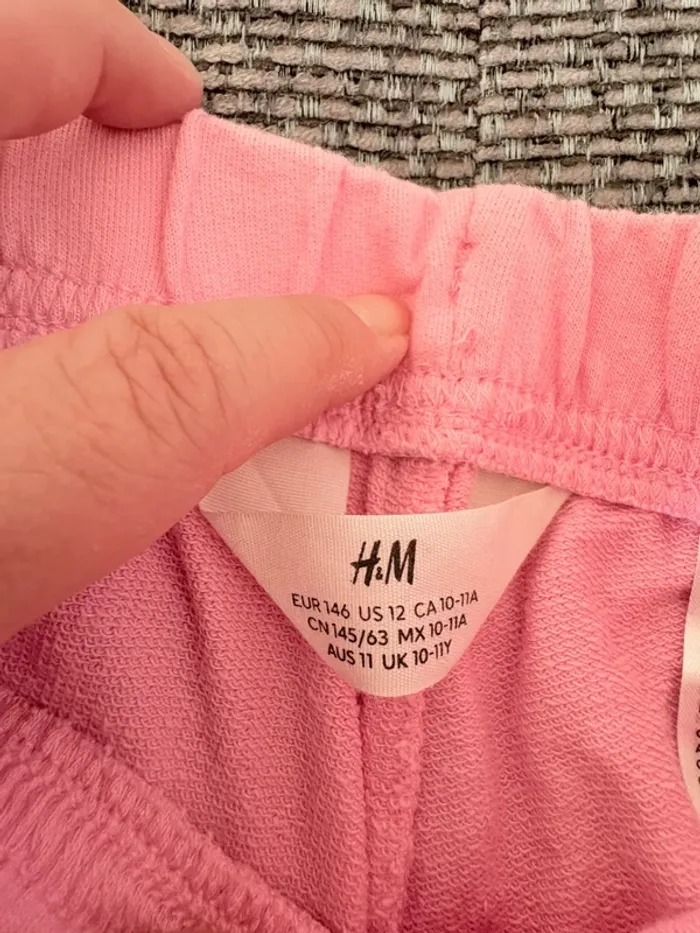 H&M
EUR 146 US 12 CA 10-11A
CN 145/63 MX 10-11A
AUS 11 UK 10-11Y